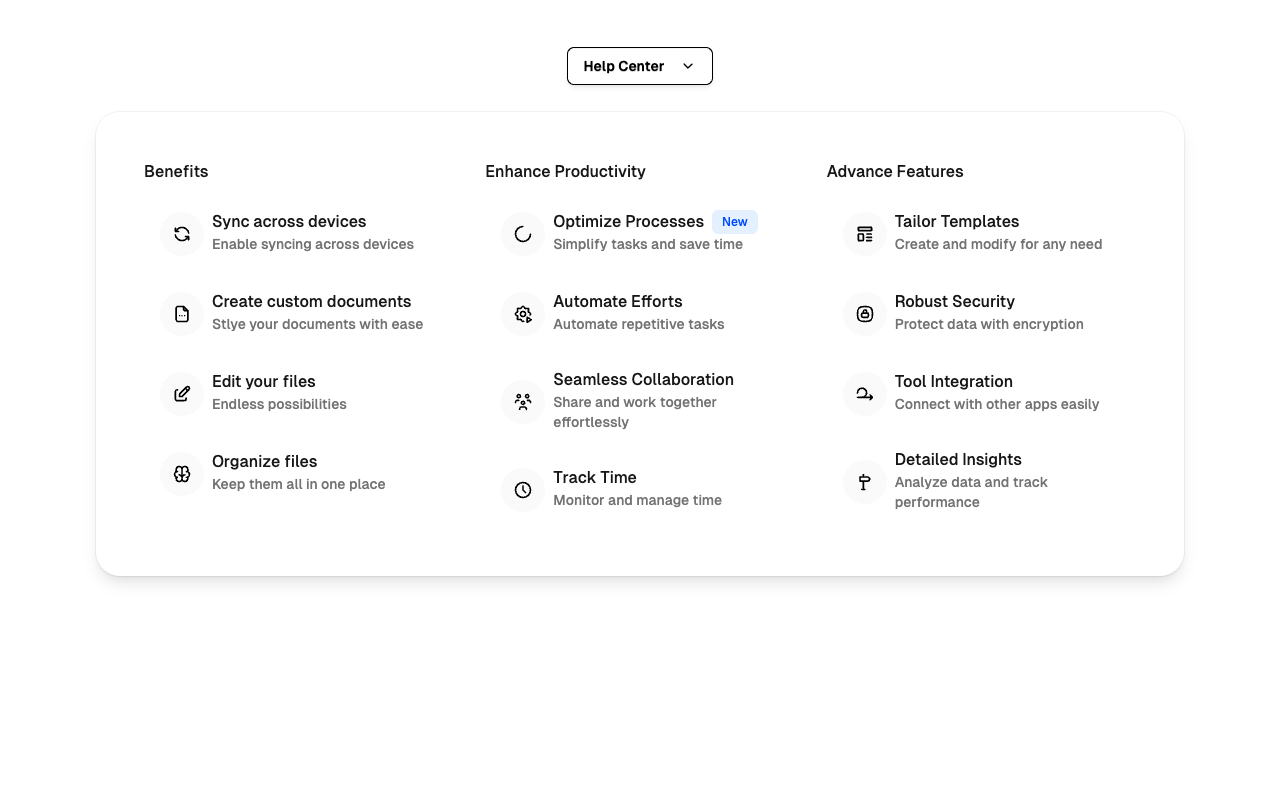 Help Center
Benefits
Sync across devices
Enable syncing across devices
Create custom documents
Stlye your documents with ease
Edit your files
Endless possibilities
Organize files
Keep them all in one place
Enhance Productivity
Optimize Processes New
Simplify tasks and save time
Automate Efforts
Automate repetitive tasks
Seamless Collaboration
Share and work together
effortlessly
Track Time
Monitor and manage time
Advance Features
Tailor Templates
Create and modify for any need
Robust Security
Protect data with encryption
Tool Integration
Connect with other apps easily
Detailed Insights
Analyze data and track
performance